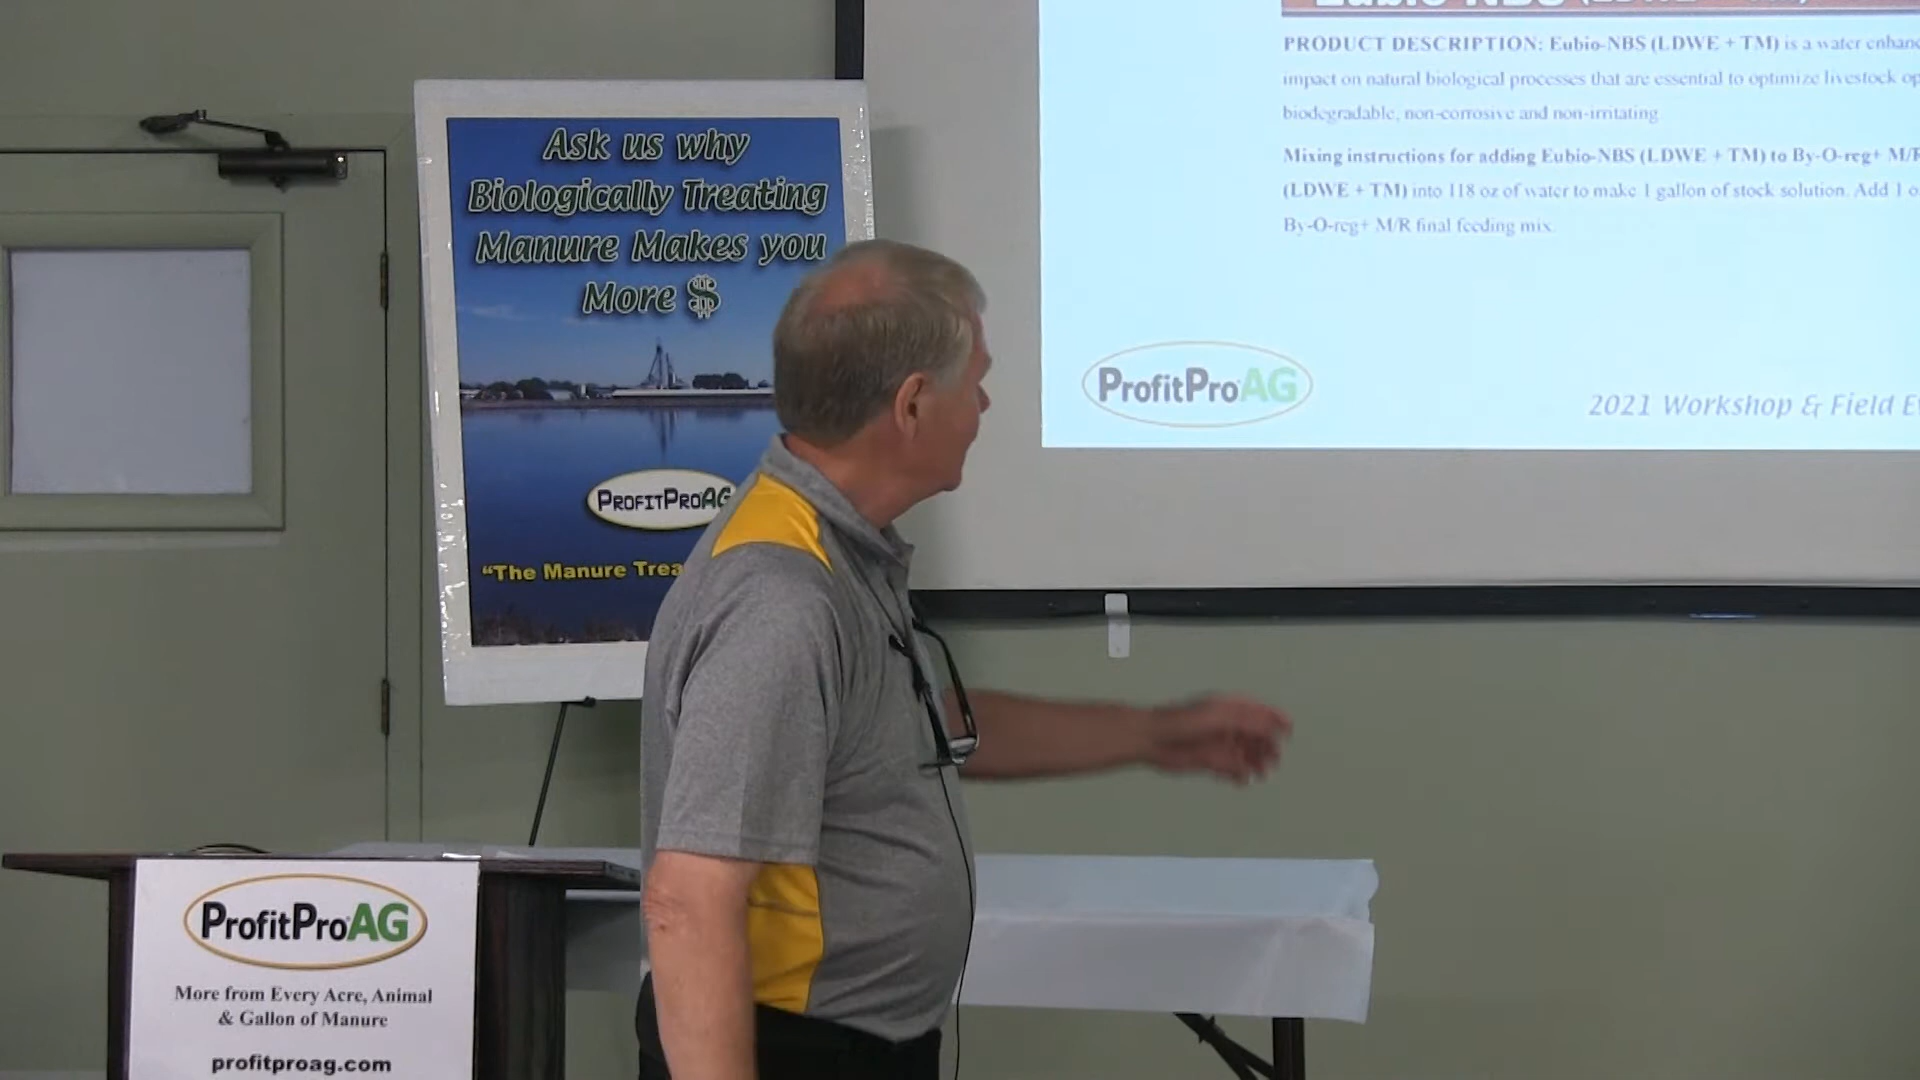 Ask us why
Biologically Treating
Manure Makes you
More $
PROFITPROAG
"The Manure
Eubio-NBS (LDWE + TM)
PRODUCT DESCRIPTION: Eubio-NBS (LDWE + TM) is a water
impact on natural biological processes that are essential to optimize livestock
biodegradable, non-corrosive and non-irritating
Mixing instructions for adding Eubio-NBS (LDWE + TM) to By-O-reg+
(LDWE + TM) into 118 oz of water to make 1 gallon of stock solution. Add 1
By-O-reg+ M/R final feeding mix.
ProfitProAG
2021 Workshop & Field
ProfitProAG
More from Every Acre, Animal
& Gallon of Manure
profitproag.com